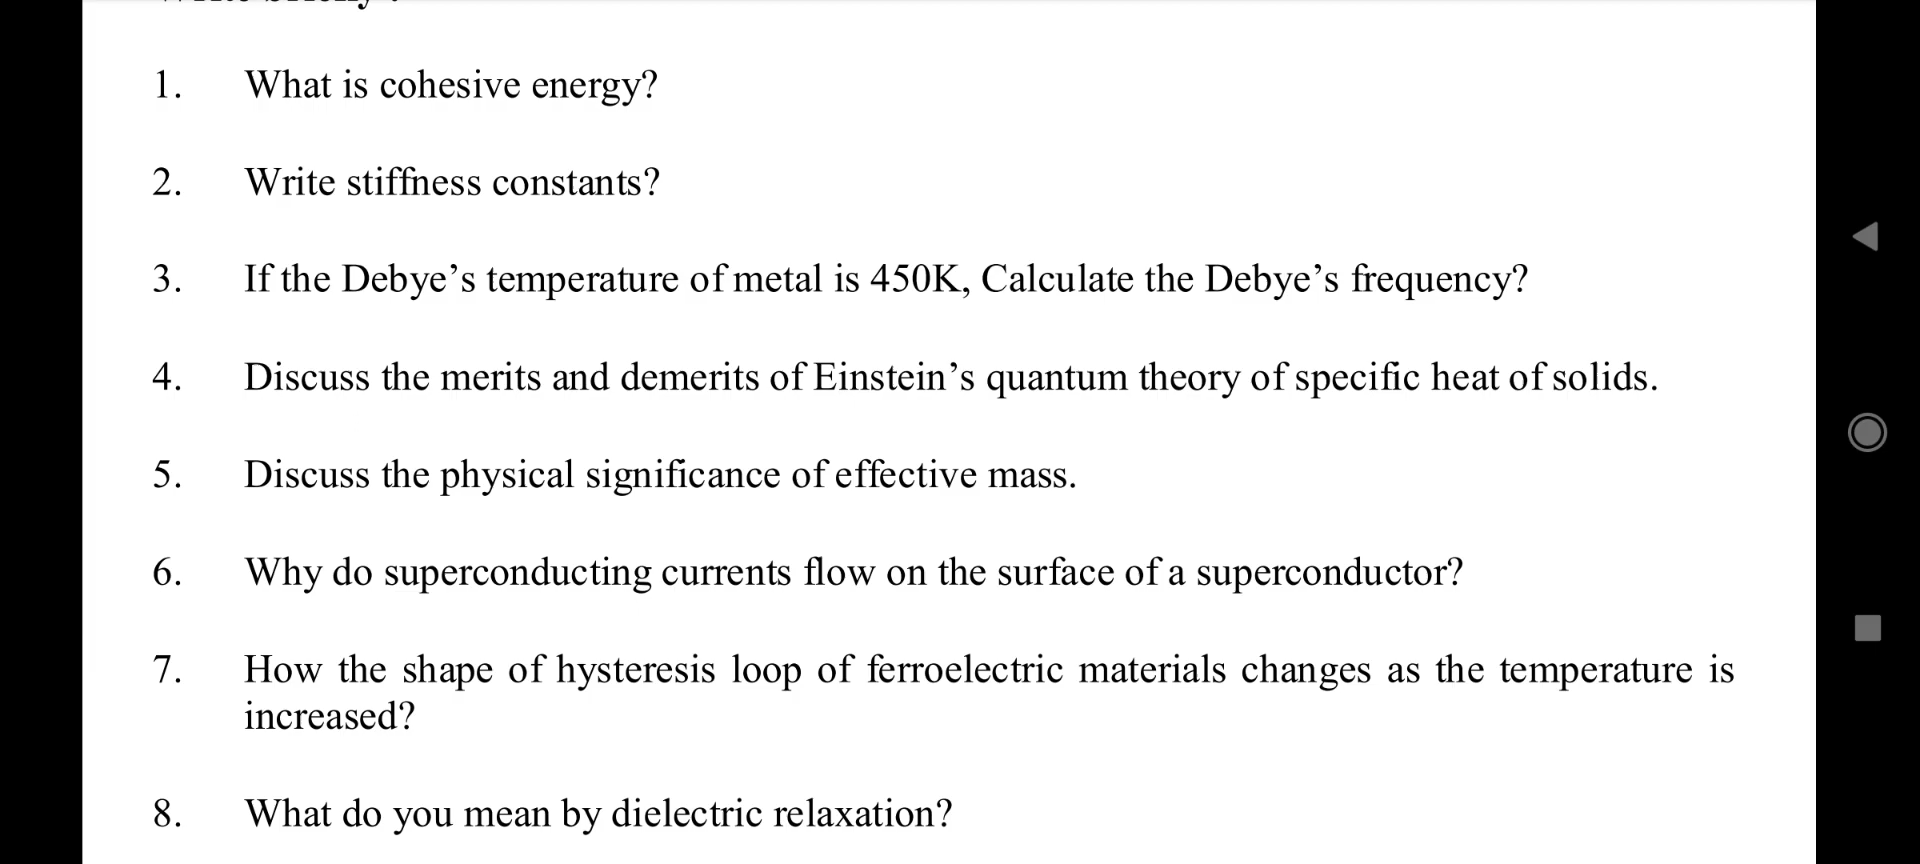 1. What is cohesive energy?
2. Write stiffness constants?
3. If the Debye’s temperature of metal is 450K, Calculate the Debye’s frequency?
4. Discuss the merits and demerits of Einstein’s quantum theory of specific heat of solids.
5. Discuss the physical significance of effective mass.
6. Why do superconducting currents flow on the surface of a superconductor?
7. How the shape of hysteresis loop of ferroelectric materials changes as the temperature is
increased?
8. What do you mean by dielectric relaxation?